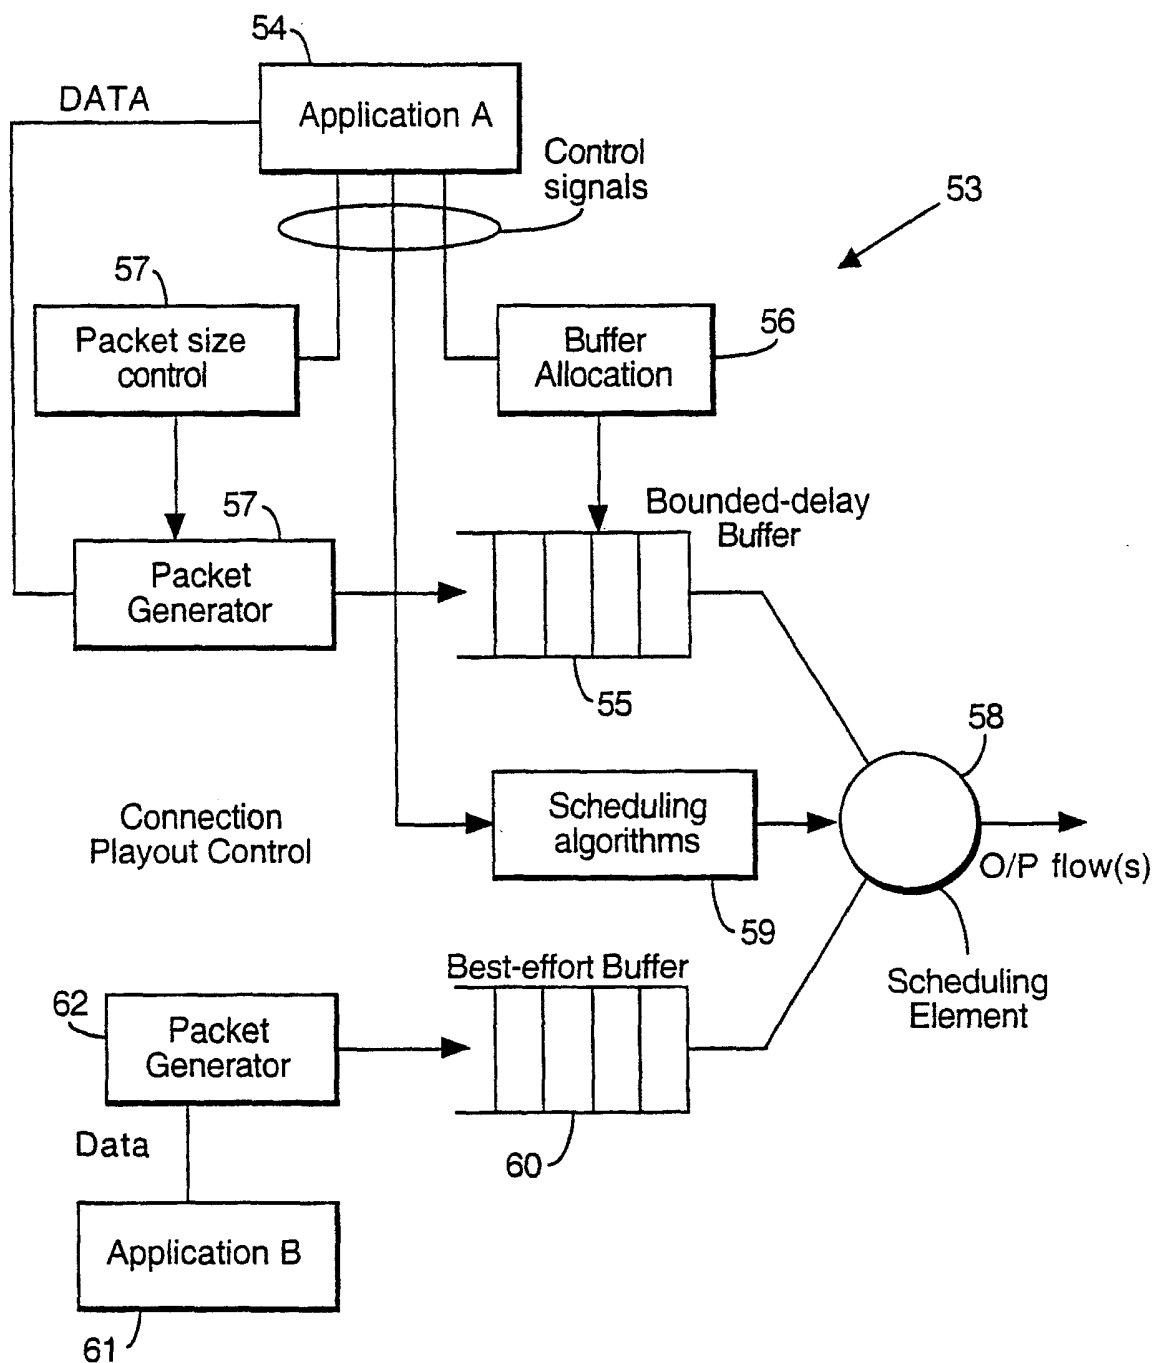 54
DATA
Application A
Control
signals
53
57
Packet size
control
Buffer
Allocation
56
57
Bounded-delay
Buffer
Packet
Generator
55
58
Connection
Playout Control
Scheduling
algorithms
O/P flow(s)
59
Best-effort Buffer
Scheduling
Element
62
Packet
Generator
Data
60
Application B
61